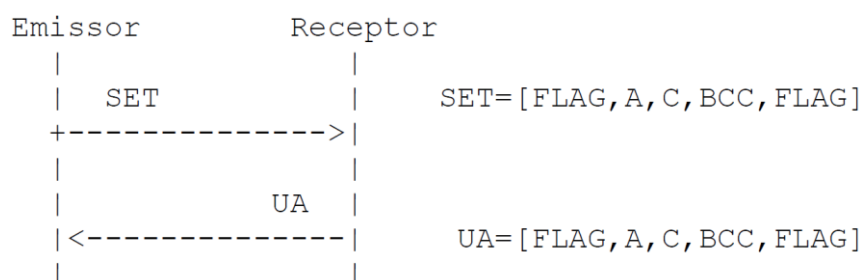 Emissor Receptor
SET SET=[FLAG,A,C,BCC,FLAG]
UA
UA=[FLAG,A,C,BCC,FLAG]